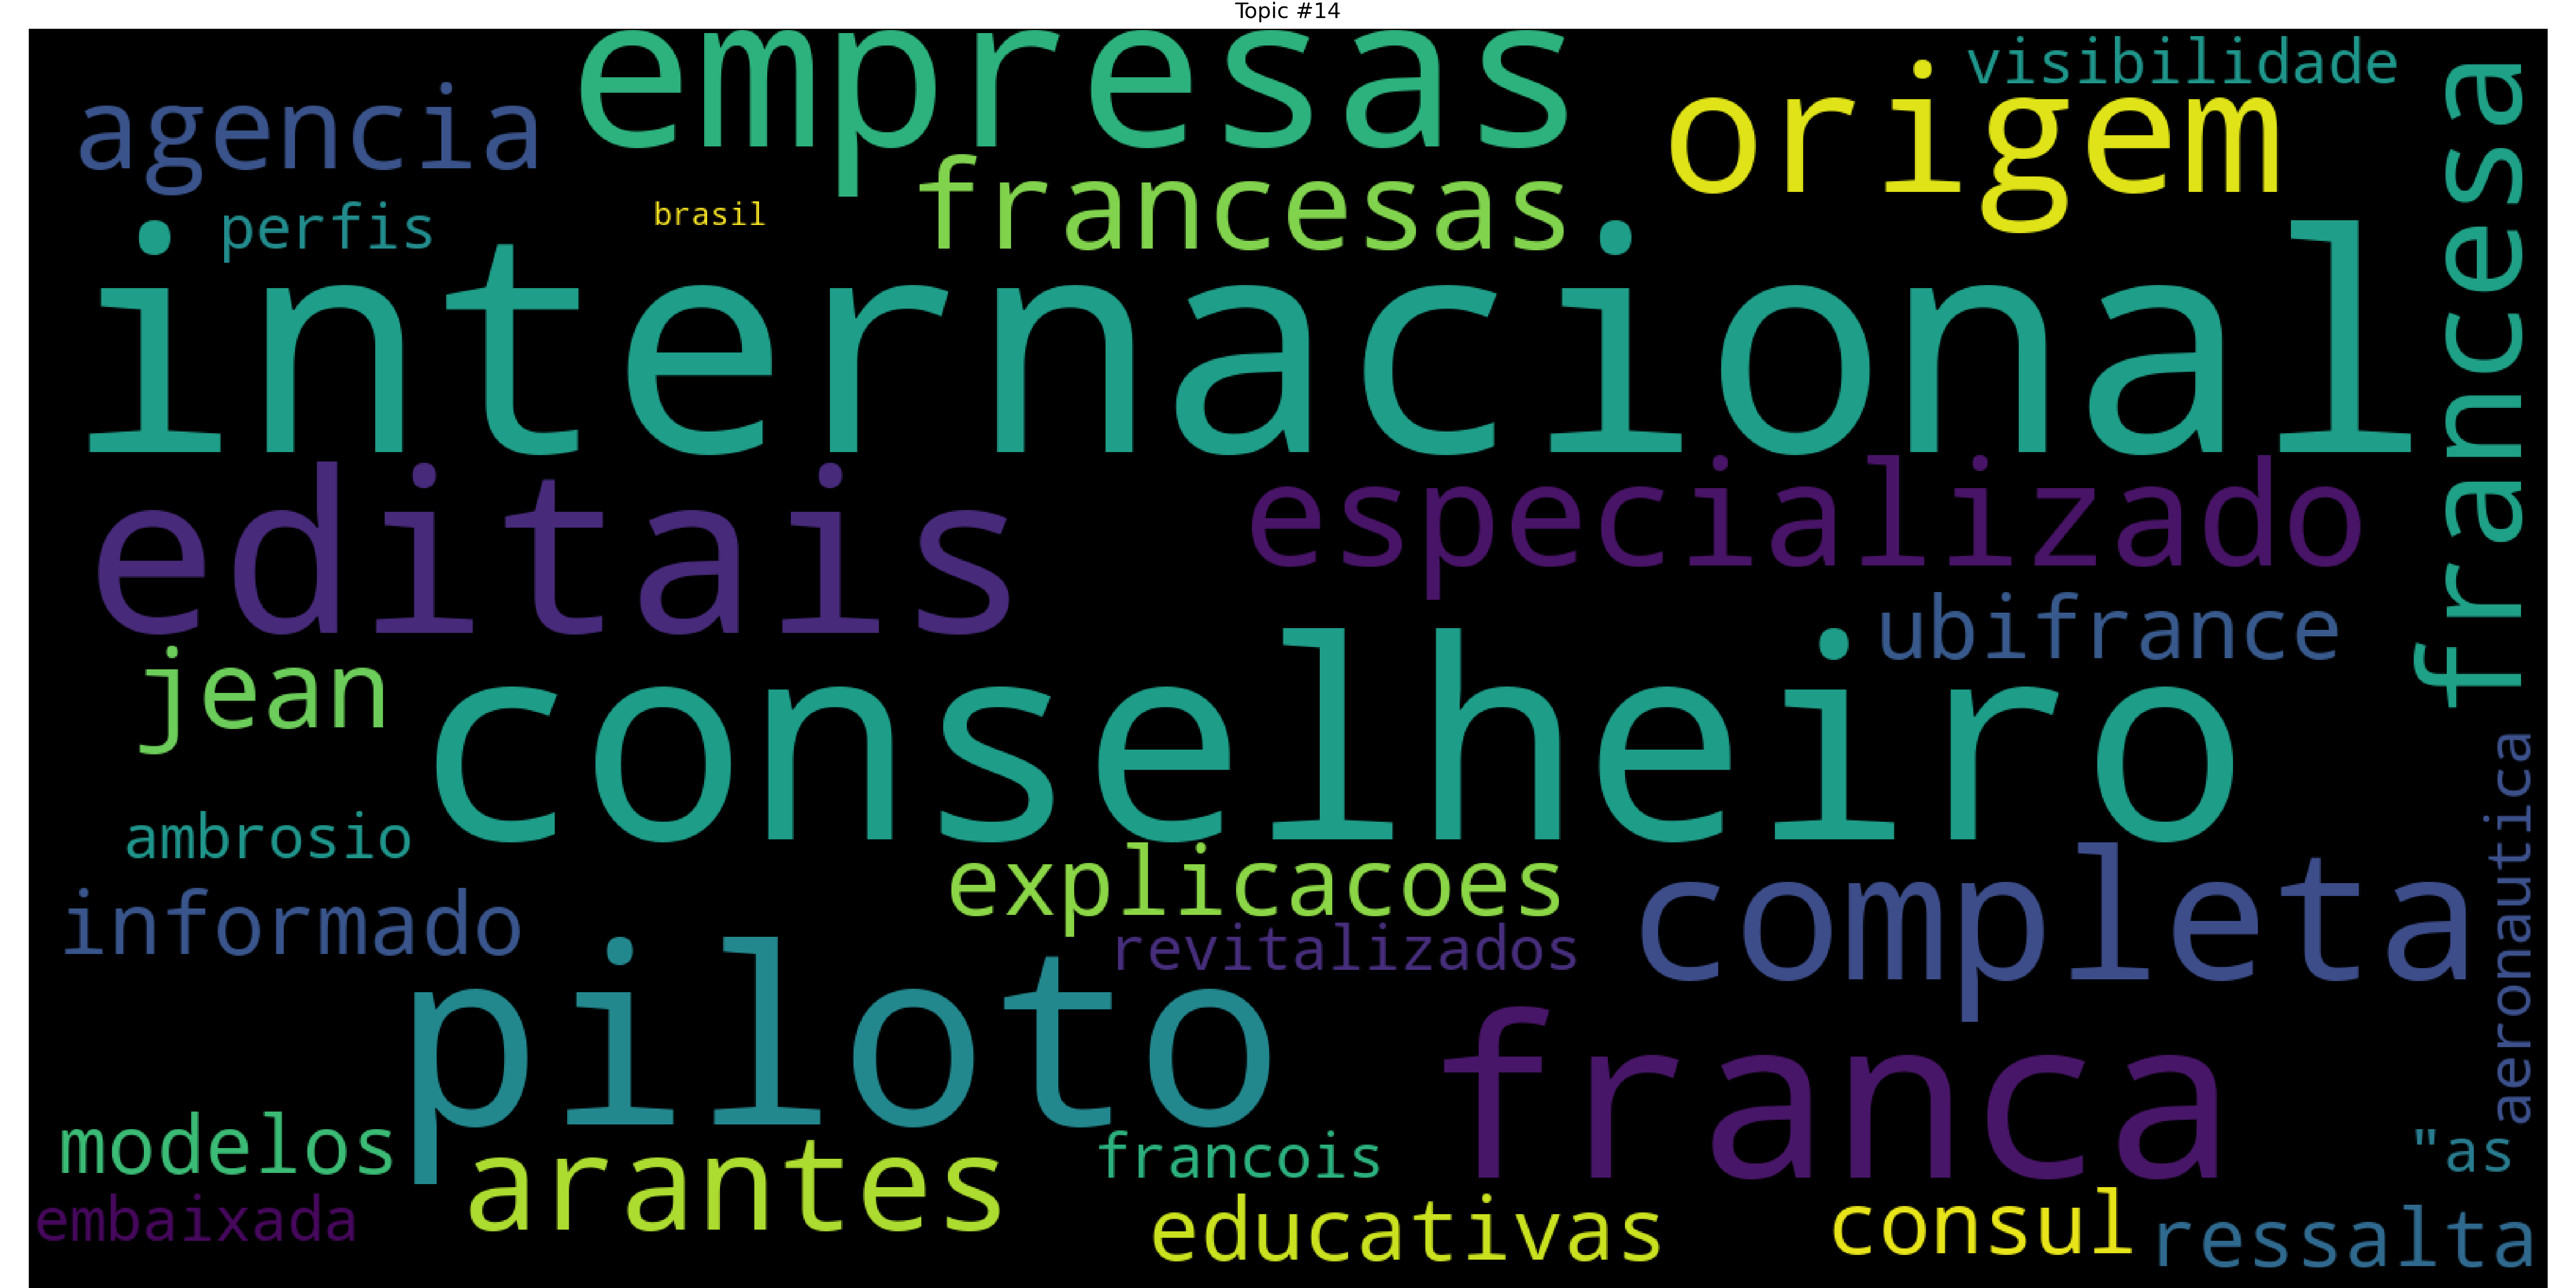 Topic #14
empresas
visibilidade
agencia
origem
francesa
perfis
brasil
francesas
internacional
editais
especializado
ubifrance
jean
conselheiro
ambrosio
explicacoes
completa
aeronautica
informado
revitalizados
piloto
franca
modelos
arantes
francois
"as
embaixada
educativas
consul
ressalta